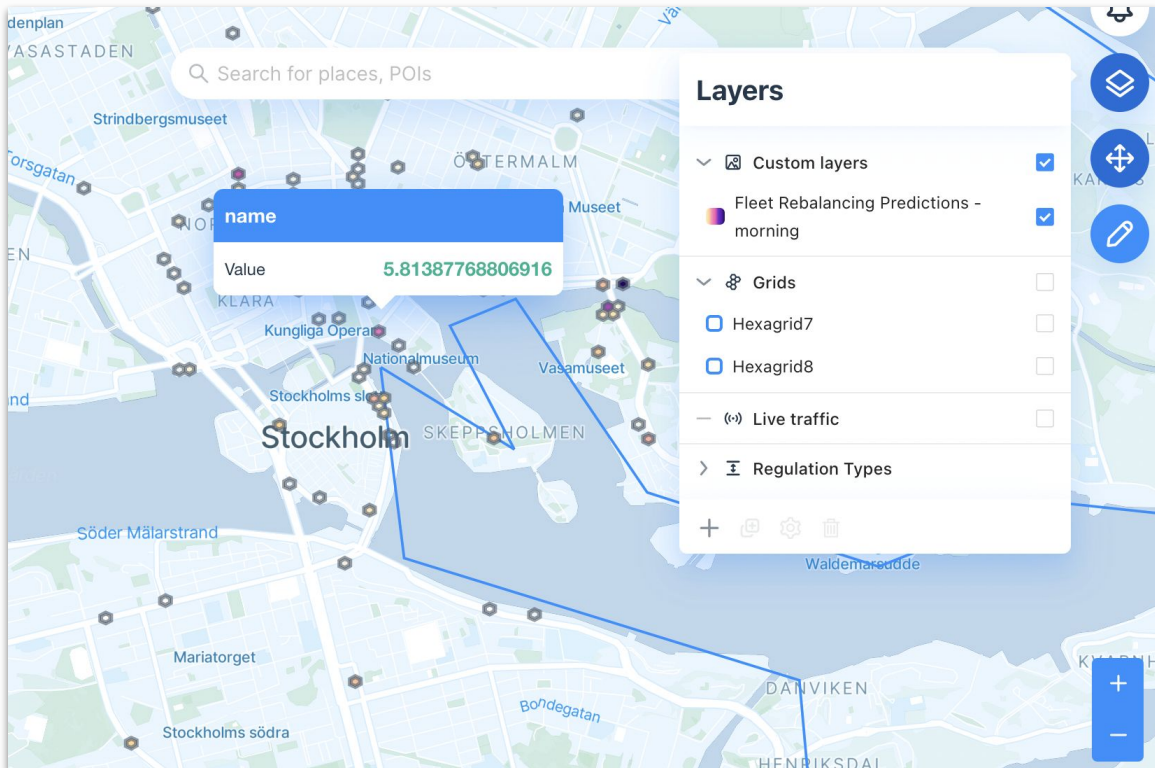 denplan
VASASTADEN
Search for places, POIs
Strindbergsmuseet
ÖSTERMALM
Torsgatan
name
Value
5.81387768806916
Museet
KLARA
Kungliga Operan
Nationalmuseum
Vasamuseet
Stockholms slott
Stockholm
SKEPPSHOLMEN
Söder Mälarstrand
Mariatorget
Stockholms södra
Bondegatan
DANVIKEN
HENRIKSDAL
Waldemarsudde
Layers
Custom layers
Fleet Rebalancing Predictions -
morning
Grids
Hexagrid7
Hexagrid8
Live traffic
Regulation Types